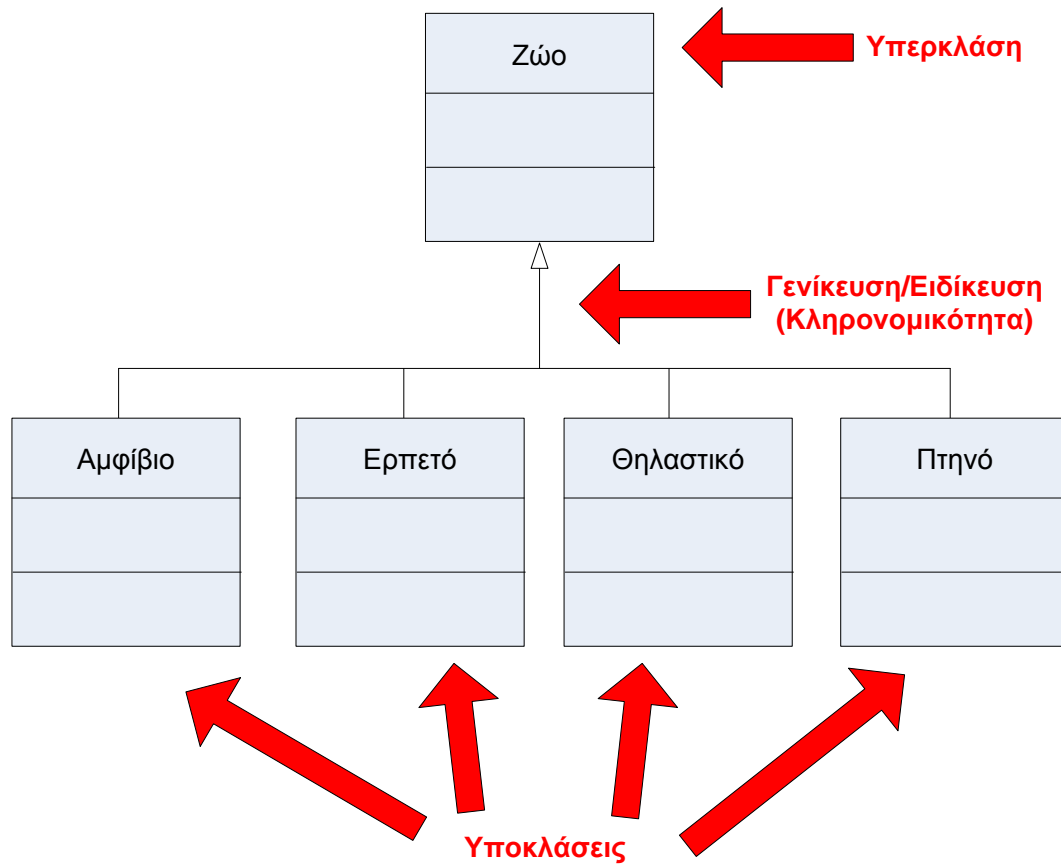 Ζώο
Υπερκλάση
Γενίκευση/Ειδίκευση
(Κληρονομικότητα)
Αμφίβιο
Ερπετό
Θηλαστικό
Πτηνό
Υποκλάσεις